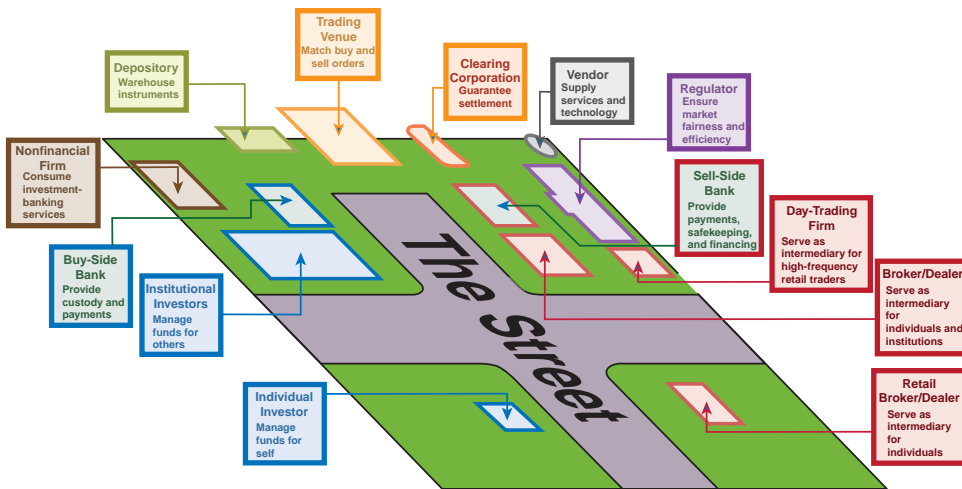 Trading
Venue
Match buy and
sell orders
Depository
Warehouse
instruments
Clearing
Corporation
Guarantee
settlement
Vendor
Supply
services and
technology
Regulator
Ensure
market
fairness and
efficiency
Nonfinancial
Firm
Consume
investment-
banking
services
Sell-Side
Bank
Provide
payments,
safekeeping,
and financing
Day-Trading
Firm
Serve as
intermediary for
high-frequency
retail traders
Buy-Side
Bank
Provide
custody and
payments
Institutional
Investors
Manage
funds for
others
Broker/Dealer
Serve as
intermediary
for
individuals and
institutions
The Street
Individual
Investor
Manage
funds for
self
Retail
Broker/Dealer
Serve as
intermediary
for
individuals